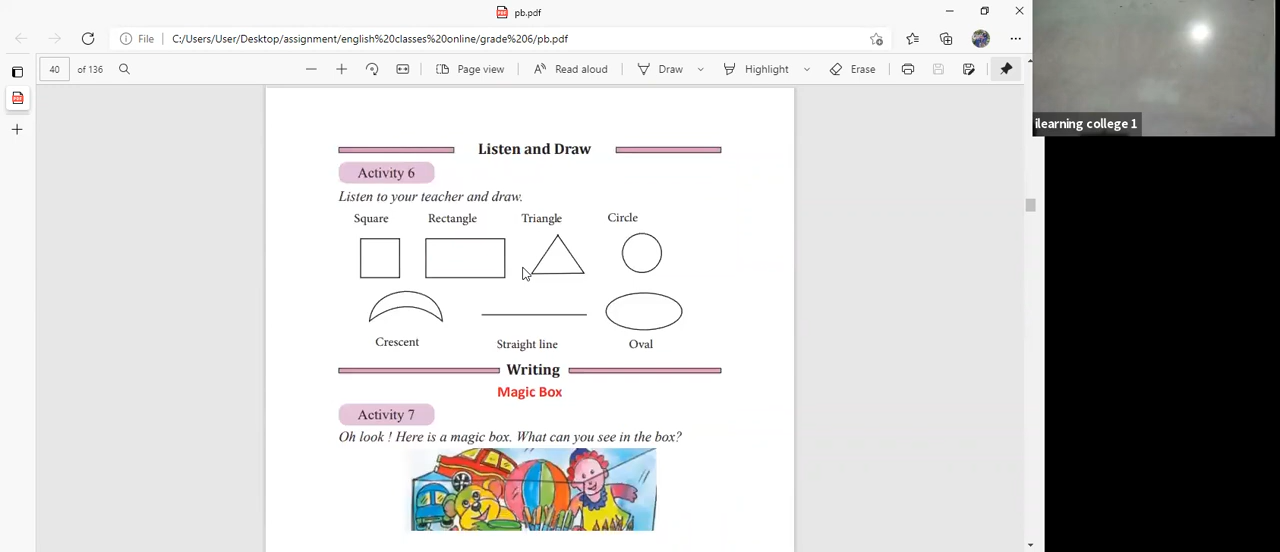 pb.pdf
File C:/Users/User/Desktop/assignment/english%20classes%20online/grade%206/pb.pdf
40 of 136 Page view Read aloud Draw Highlight Erase
ilearning college 1
Listen and Draw
Activity 6
Listen to your teacher and draw.
Square Rectangle Triangle Circle
Crescent Straight line Oval
Writing
Magic Box
Activity 7
Oh look ! Here is a magic box. What can you see in the box?